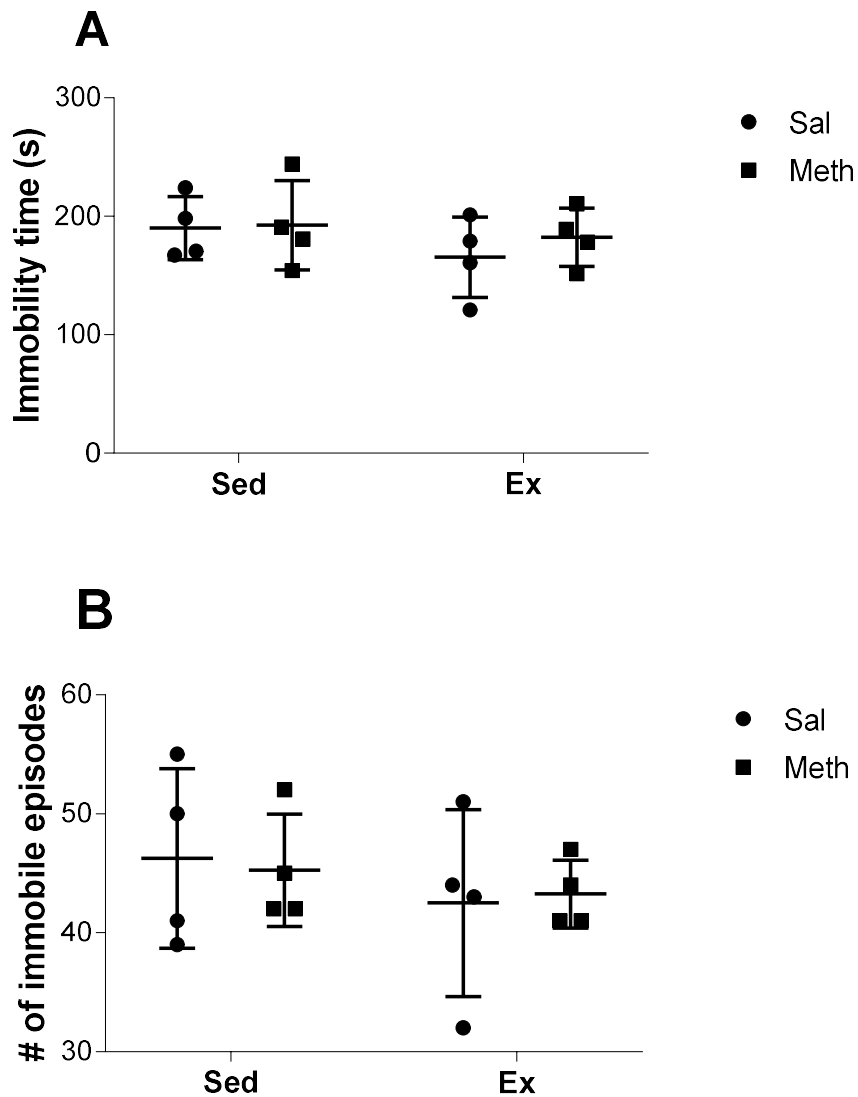 A
300
200
100
0
Immobility time (s)
Sed
Ex
Sal
Meth
B
60
50
40
30
# of immobile episodes
Sed
Ex
Sal
Meth